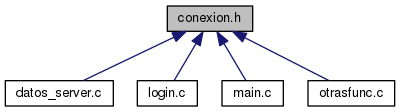 conexion.h
datos_server.c
login.c
main.c
otrasfunc.c